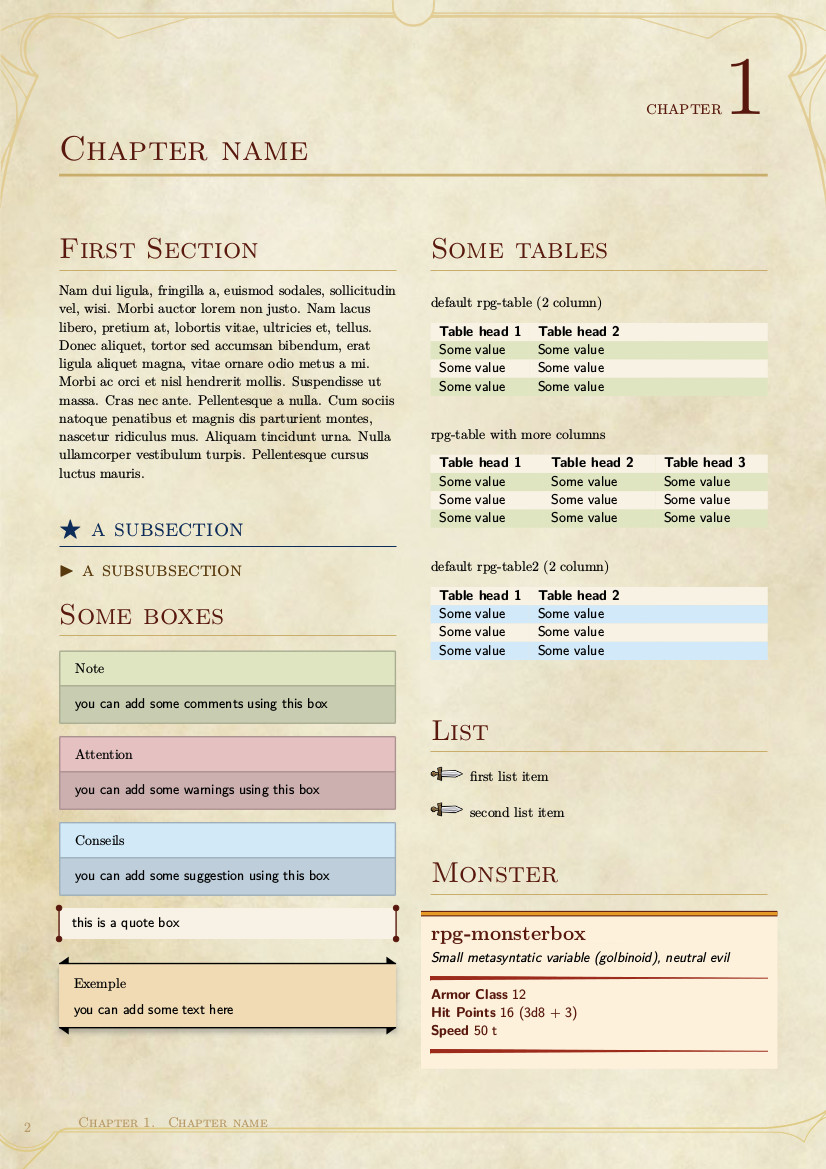 CHAPTER 1
CHAPTER NAME
FIRST SECTION
Nam dui ligula, fringilla a, euismod sodales, sollicitudin
vel, wisi. Morbi auctor lorem non justo. Nam lacus
libero, pretium at, lobortis vitae, ultricies et, tellus.
Donec aliquet, tortor sed accumsan bibendum, erat
ligula aliquet magna, vitae ornare odio metus a mi.
Morbi ac orci et nisl hendrerit mollis. Suspendisse ut
massa. Cras nec ante. Pellentesque a nulla. Cum sociis
natoque penatibus et magnis dis parturient montes,
nascetur ridiculus mus. Aliquam tincidunt urna. Nulla
ullamcorper vestibulum turpis. Pellentesque cursus
luctus mauris.
A SUBSECTION
A SUBSUBSECTION
SOME BOXES
Note
you can add some comments using this box
Attention
you can add some warnings using this box
Conseils
you can add some suggestion using this box
this is a quote box
Exemple
you can add some text here
SOME TABLES
default rpg-table (2 column)
Table head 1 Table head 2
Some value Some value
Some value Some value
Some value Some value
rpg-table with more columns
Table head 1 Table head 2 Table head 3
Some value Some value Some value
Some value Some value Some value
Some value Some value Some value
default rpg-table2 (2 column)
Table head 1 Table head 2
Some value Some value
Some value Some value
Some value Some value
LIST
first list item
second list item
MONSTER
rpg-monsterbox
Small metasyntatic variable (golbinoid), neutral evil
Armor Class 12
Hit Points 16 (3d8 + 3)
Speed 50 t
2 CHAPTER 1. CHAPTER NAME